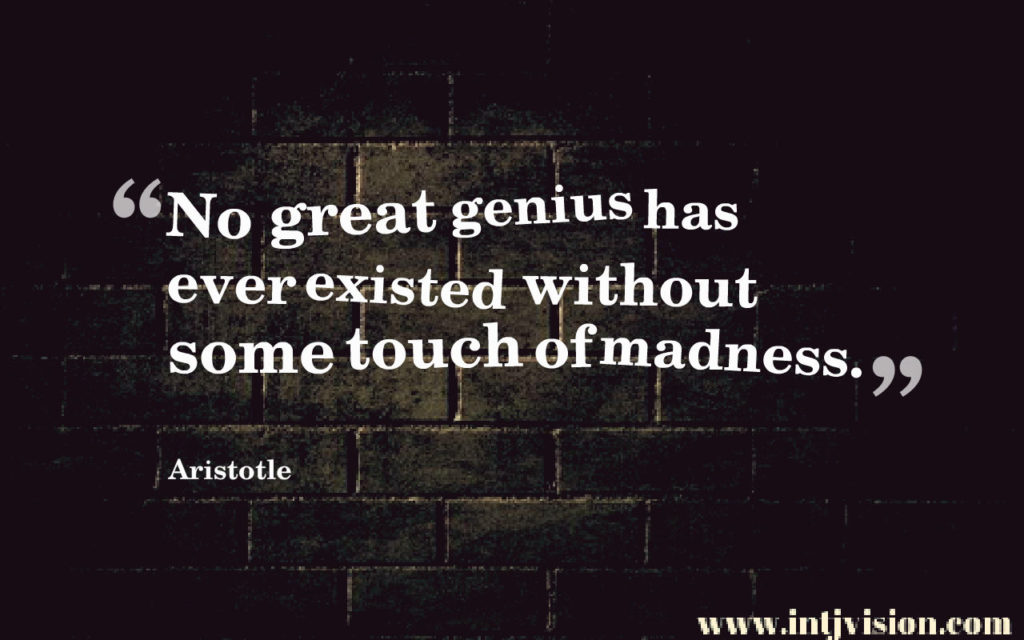 “No great genius has
ever existed without
some touch of madness.”
Aristotle
www.intjvision.com